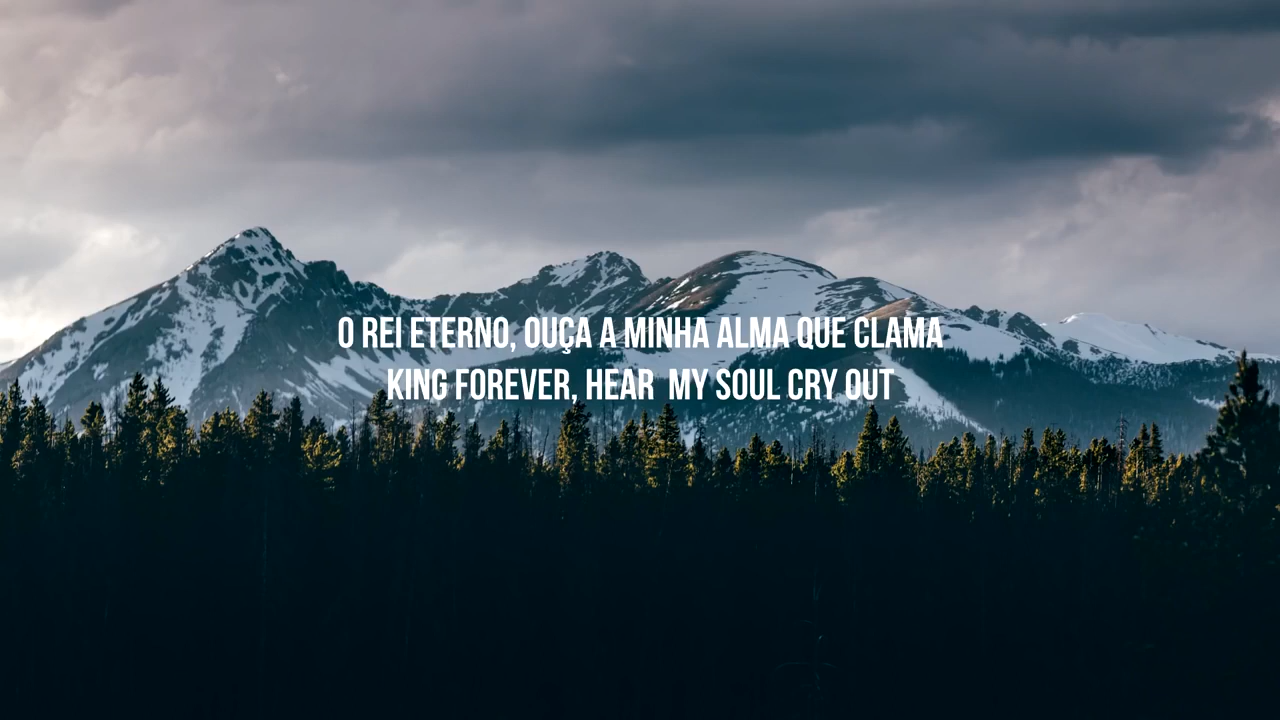 O REI ETERNO, OUÇA A MINHA ALMA QUE CLAMA
KING FOREVER, HEAR  MY SOUL CRY OUT